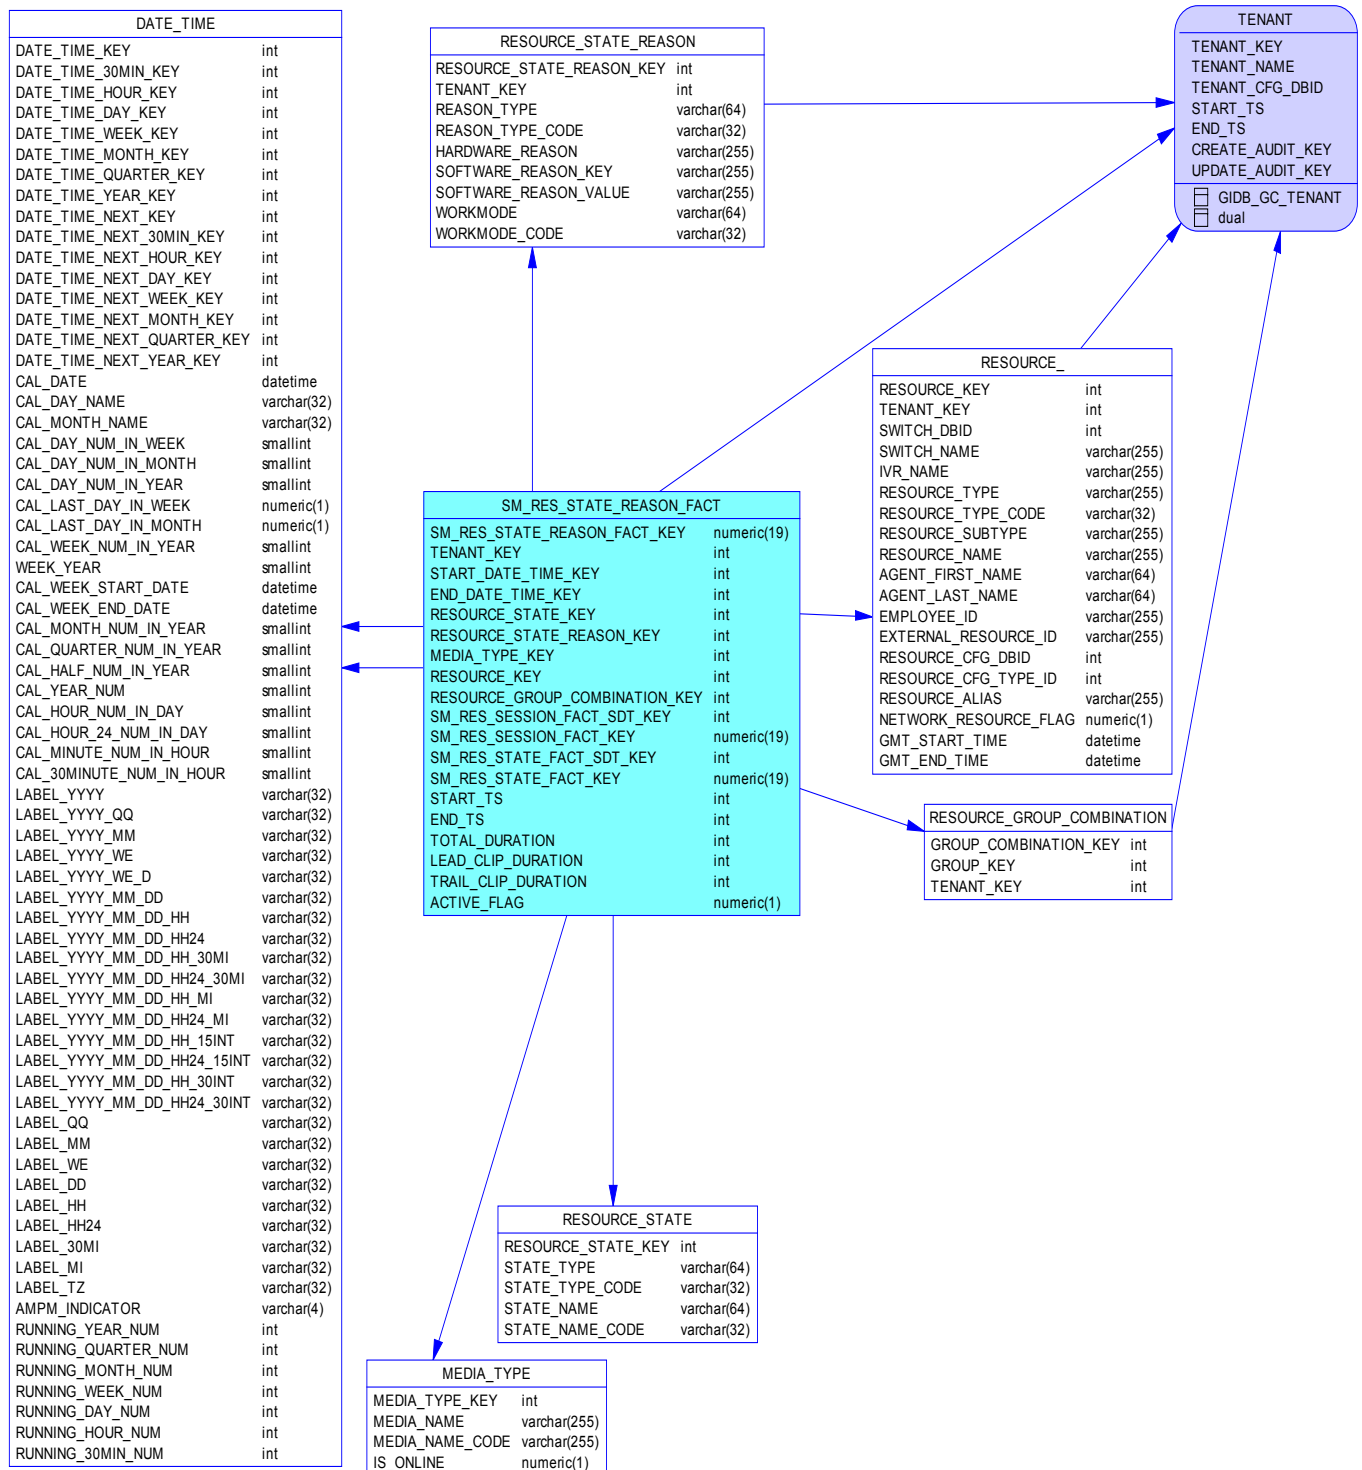 DATE_TIME
DATE_TIME_KEY int
DATE_TIME_30MIN_KEY int
DATE_TIME_HOUR_KEY int
DATE_TIME_DAY_KEY int
DATE_TIME_WEEK_KEY int
DATE_TIME_MONTH_KEY int
DATE_TIME_QUARTER_KEY int
DATE_TIME_YEAR_KEY int
DATE_TIME_NEXT_KEY int
DATE_TIME_NEXT_30MIN_KEY int
DATE_TIME_NEXT_HOUR_KEY int
DATE_TIME_NEXT_DAY_KEY int
DATE_TIME_NEXT_WEEK_KEY int
DATE_TIME_NEXT_MONTH_KEY int
DATE_TIME_NEXT_QUARTER_KEY int
DATE_TIME_NEXT_YEAR_KEY int
CAL_DATE datetime
CAL_DAY_NAME varchar(32)
CAL_MONTH_NAME varchar(32)
CAL_DAY_NUM_IN_WEEK smallint
CAL_DAY_NUM_IN_MONTH smallint
CAL_DAY_NUM_IN_YEAR smallint
CAL_LAST_DAY_IN_WEEK numeric(1)
CAL_LAST_DAY_IN_MONTH numeric(1)
CAL_WEEK_NUM_IN_YEAR smallint
WEEK_YEAR smallint
CAL_WEEK_START_DATE datetime
CAL_WEEK_END_DATE datetime
CAL_MONTH_NUM_IN_YEAR smallint
CAL_QUARTER_NUM_IN_YEAR smallint
CAL_HALF_NUM_IN_YEAR smallint
CAL_YEAR_NUM smallint
CAL_HOUR_NUM_IN_DAY smallint
CAL_HOUR_24_NUM_IN_DAY smallint
CAL_MINUTE_NUM_IN_HOUR smallint
CAL_30MINUTE_NUM_IN_HOUR smallint
LABEL_YYYY varchar(32)
LABEL_YYYY_QQ varchar(32)
LABEL_YYYY_MM varchar(32)
LABEL_YYYY_WE varchar(32)
LABEL_YYYY_WE_D varchar(32)
LABEL_YYYY_MM_DD varchar(32)
LABEL_YYYY_MM_DD_HH varchar(32)
LABEL_YYYY_MM_DD_HH24 varchar(32)
LABEL_YYYY_MM_DD_HH_30MI varchar(32)
LABEL_YYYY_MM_DD_HH24_30MI varchar(32)
LABEL_YYYY_MM_DD_HH_MI varchar(32)
LABEL_YYYY_MM_DD_HH24_MI varchar(32)
LABEL_YYYY_MM_DD_HH_15INT varchar(32)
LABEL_YYYY_MM_DD_HH24_15INT varchar(32)
LABEL_YYYY_MM_DD_HH_30INT varchar(32)
LABEL_YYYY_MM_DD_HH24_30INT varchar(32)
LABEL_QQ varchar(32)
LABEL_MM varchar(32)
LABEL_WE varchar(32)
LABEL_DD varchar(32)
LABEL_HH varchar(32)
LABEL_HH24 varchar(32)
LABEL_30MI varchar(32)
LABEL_MI varchar(32)
LABEL_TZ varchar(32)
AMPM_INDICATOR varchar(4)
RUNNING_YEAR_NUM int
RUNNING_QUARTER_NUM int
RUNNING_MONTH_NUM int
RUNNING_WEEK_NUM int
RUNNING_DAY_NUM int
RUNNING_HOUR_NUM int
RUNNING_30MIN_NUM int
RESOURCE_STATE_REASON
RESOURCE_STATE_REASON_KEY int
TENANT_KEY int
REASON_TYPE varchar(64)
REASON_TYPE_CODE varchar(32)
HARDWARE_REASON varchar(255)
SOFTWARE_REASON_KEY varchar(255)
SOFTWARE_REASON_VALUE varchar(255)
WORKMODE varchar(64)
WORKMODE_CODE varchar(32)
TENANT
TENANT_KEY
TENANT_NAME
TENANT_CFG_DBID
START_TS
END_TS
CREATE_AUDIT_KEY
UPDATE_AUDIT_KEY
GIDB_GC_TENANT
dual
RESOURCE_
RESOURCE_KEY int
TENANT_KEY int
SWITCH_DBID int
SWITCH_NAME varchar(255)
IVR_NAME varchar(255)
RESOURCE_TYPE varchar(255)
RESOURCE_TYPE_CODE varchar(32)
RESOURCE_SUBTYPE varchar(255)
RESOURCE_NAME varchar(255)
AGENT_FIRST_NAME varchar(64)
AGENT_LAST_NAME varchar(64)
EMPLOYEE_ID varchar(255)
EXTERNAL_RESOURCE_ID varchar(255)
RESOURCE_CFG_DBID int
RESOURCE_CFG_TYPE_ID int
RESOURCE_ALIAS varchar(255)
NETWORK_RESOURCE_FLAG numeric(1)
GMT_START_TIME datetime
GMT_END_TIME datetime
SM_RES_STATE_REASON_FACT
SM_RES_STATE_REASON_FACT_KEY numeric(19)
TENANT_KEY int
START_DATE_TIME_KEY int
END_DATE_TIME_KEY int
RESOURCE_STATE_KEY int
RESOURCE_STATE_REASON_KEY int
MEDIA_TYPE_KEY int
RESOURCE_KEY int
RESOURCE_GROUP_COMBINATION_KEY int
SM_RES_SESSION_FACT_SDT_KEY int
SM_RES_SESSION_FACT_KEY numeric(19)
SM_RES_STATE_FACT_SDT_KEY int
SM_RES_STATE_FACT_KEY numeric(19)
START_TS int
END_TS int
TOTAL_DURATION int
LEAD_CLIP_DURATION int
TRAIL_CLIP_DURATION int
ACTIVE_FLAG numeric(1)
RESOURCE_GROUP_COMBINATION
GROUP_COMBINATION_KEY int
GROUP_KEY int
TENANT_KEY int
RESOURCE_STATE
RESOURCE_STATE_KEY int
STATE_TYPE varchar(64)
STATE_TYPE_CODE varchar(32)
STATE_NAME varchar(64)
STATE_NAME_CODE varchar(32)
MEDIA_TYPE
MEDIA_TYPE_KEY int
MEDIA_NAME varchar(255)
MEDIA_NAME_CODE varchar(255)
IS_ONLINE numeric(1)